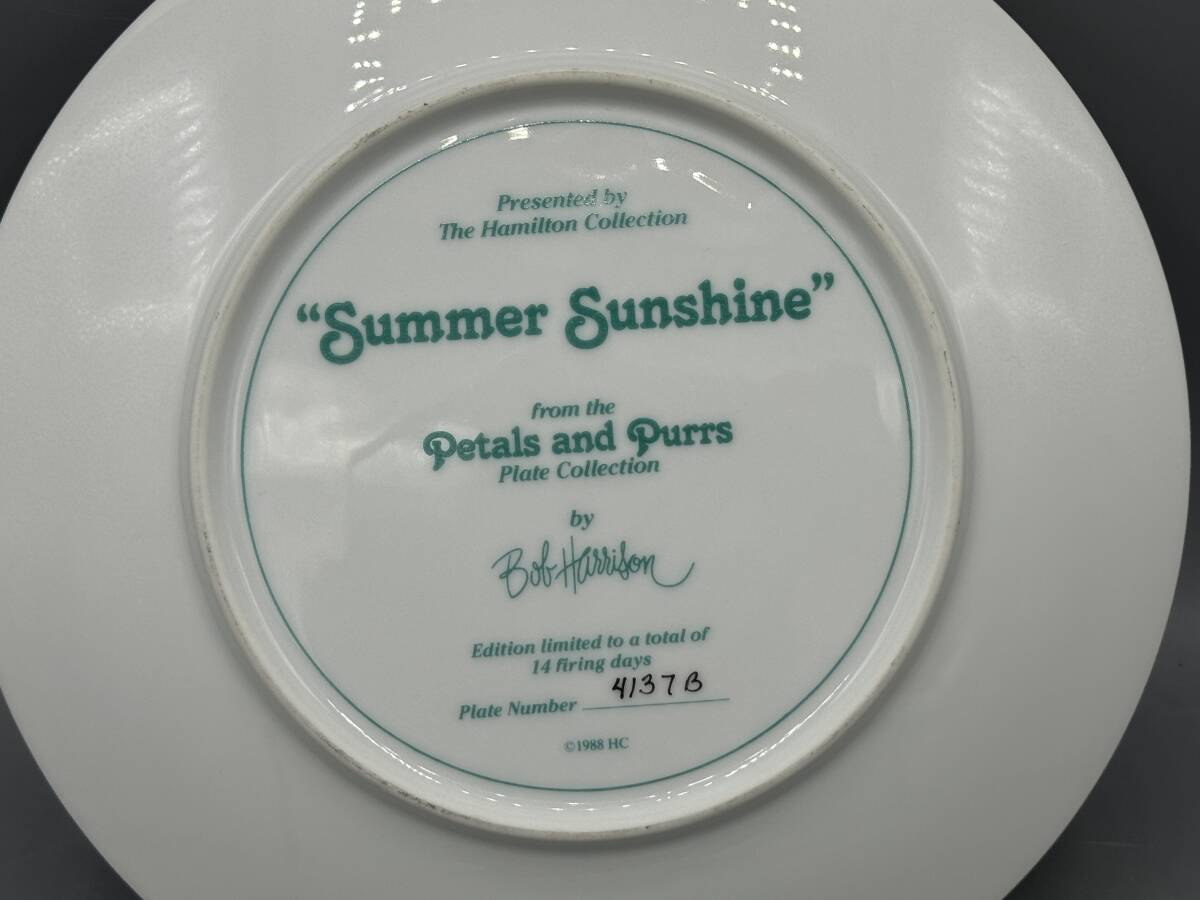 Presented by
The Hamilton Collection
“Summer Sunshine”
from the
Petals and Purrs
Plate Collection
by
Bob Harrison
Edition limited to a total of
14 firing days
Plate Number 4137B
©1988 HC